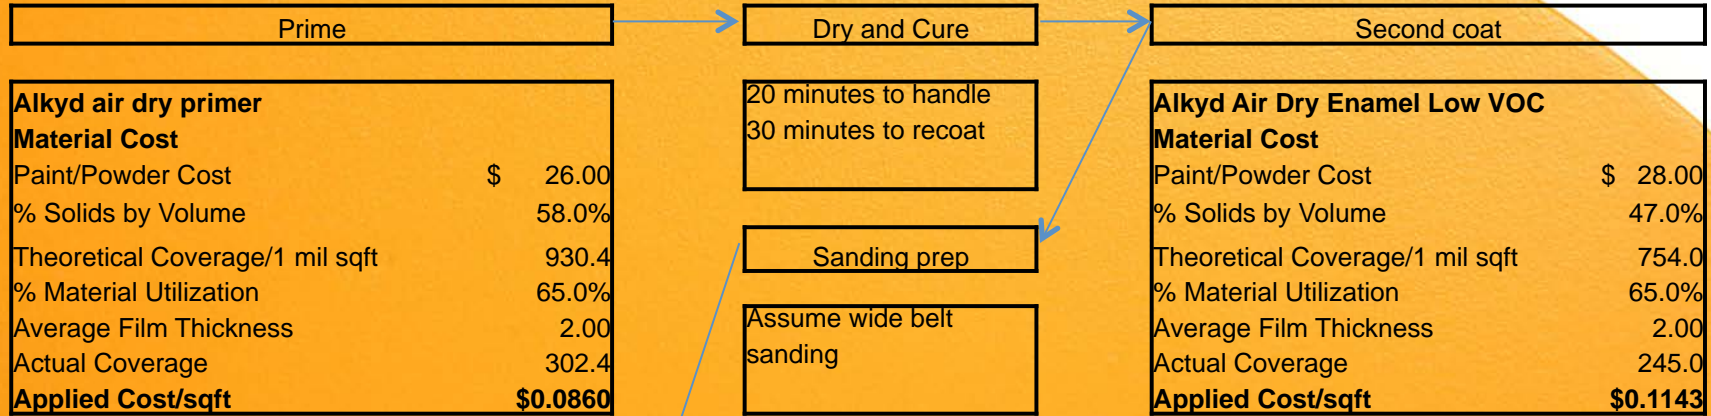 Prime
Dry and Cure
Second coat
Alkyd air dry primer
Material Cost
Paint/Powder Cost $ 26.00
% Solids by Volume 58.0%
Theoretical Coverage/1 mil sqft 930.4
% Material Utilization 65.0%
Average Film Thickness 2.00
Actual Coverage 302.4
Applied Cost/sqft $0.0860
20 minutes to handle
30 minutes to recoat
Sanding prep
Assume wide belt
sanding
Alkyd Air Dry Enamel Low VOC
Material Cost
Paint/Powder Cost $ 28.00
% Solids by Volume 47.0%
Theoretical Coverage/1 mil sqft 754.0
% Material Utilization 65.0%
Average Film Thickness 2.00
Actual Coverage 245.0
Applied Cost/sqft $0.1143